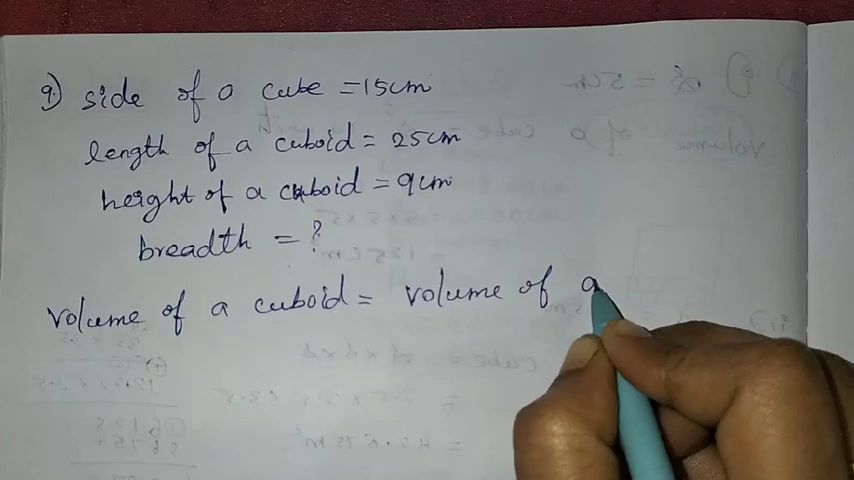 9) side of a cube = 15cm
length of a cuboid = 25cm
height of a cuboid = 9cm
breadth = ?
volume of a cuboid = volume of a